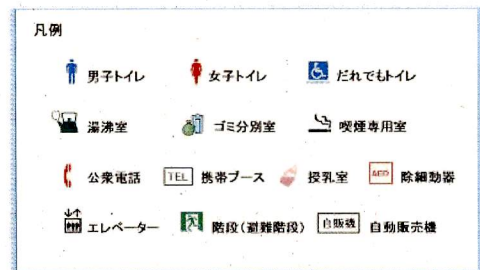 凡例
男子トイレ 女子トイレ だれでもトイレ
湯沸室 ゴミ分別室 喫煙専用室
公衆電話 TEL 携帯ブース 授乳室 AED 除細動器
エレベーター 階段(避難階段) 自販機 自動販売機